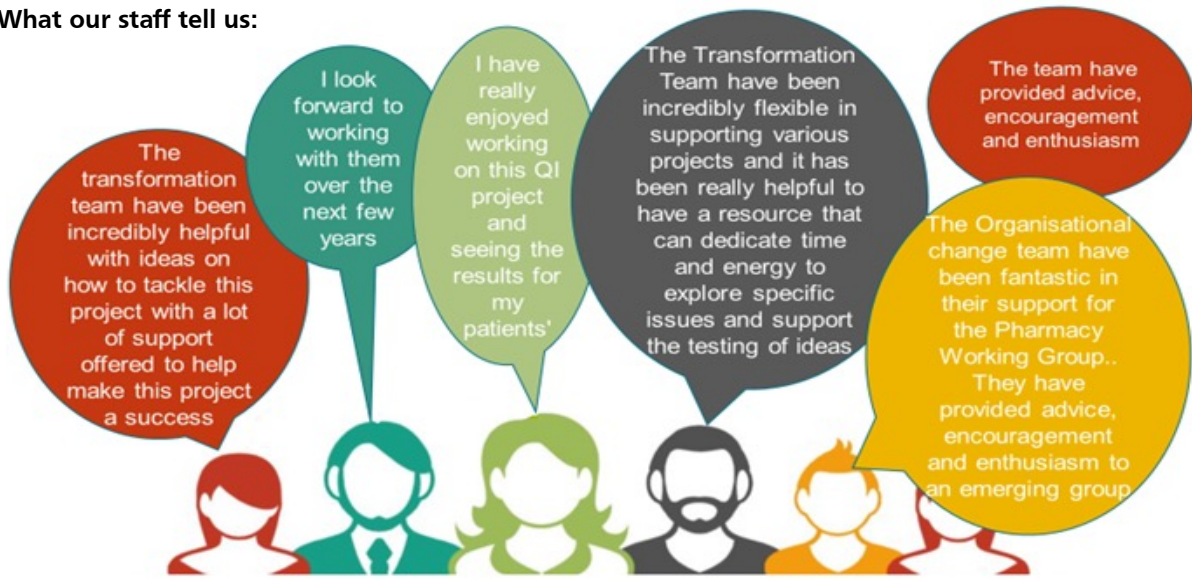 What our staff tell us:
The
transformation
team have been
incredibly helpful
with ideas on
how to tackle this
project with a lot
of support
offered to help
make this project
a success
I look
forward to
working
with them
over the
next few
years
I have
really
enjoyed
working
on this QI
project
and
seeing the
results for
my
patients'
The Transformation
Team have been
incredibly flexible in
supporting various
projects and it has
been really helpful to
have a resource that
can dedicate time
and energy to
explore specific
issues and support
the testing of ideas
The team have
provided advice,
encouragement
and enthusiasm
The Organisational
change team have
been fantastic in
their support for
the Pharmacy
Working Group..
They have
provided advice,
encouragement
and enthusiasm to
an emerging group